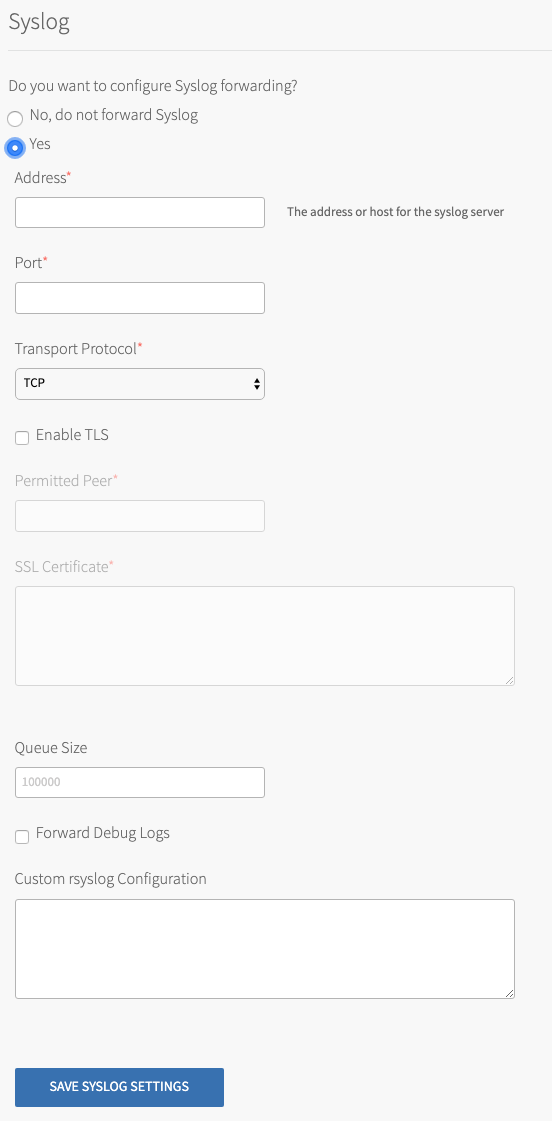 Syslog
Do you want to configure Syslog forwarding?
No, do not forward Syslog
Yes
Address*
The address or host for the syslog server
Port*
Transport Protocol*
TCP
Enable TLS
Permitted Peer*
SSL Certificate*
Queue Size
100000
Forward Debug Logs
Custom rsyslog Configuration
SAVE SYSLOG SETTINGS